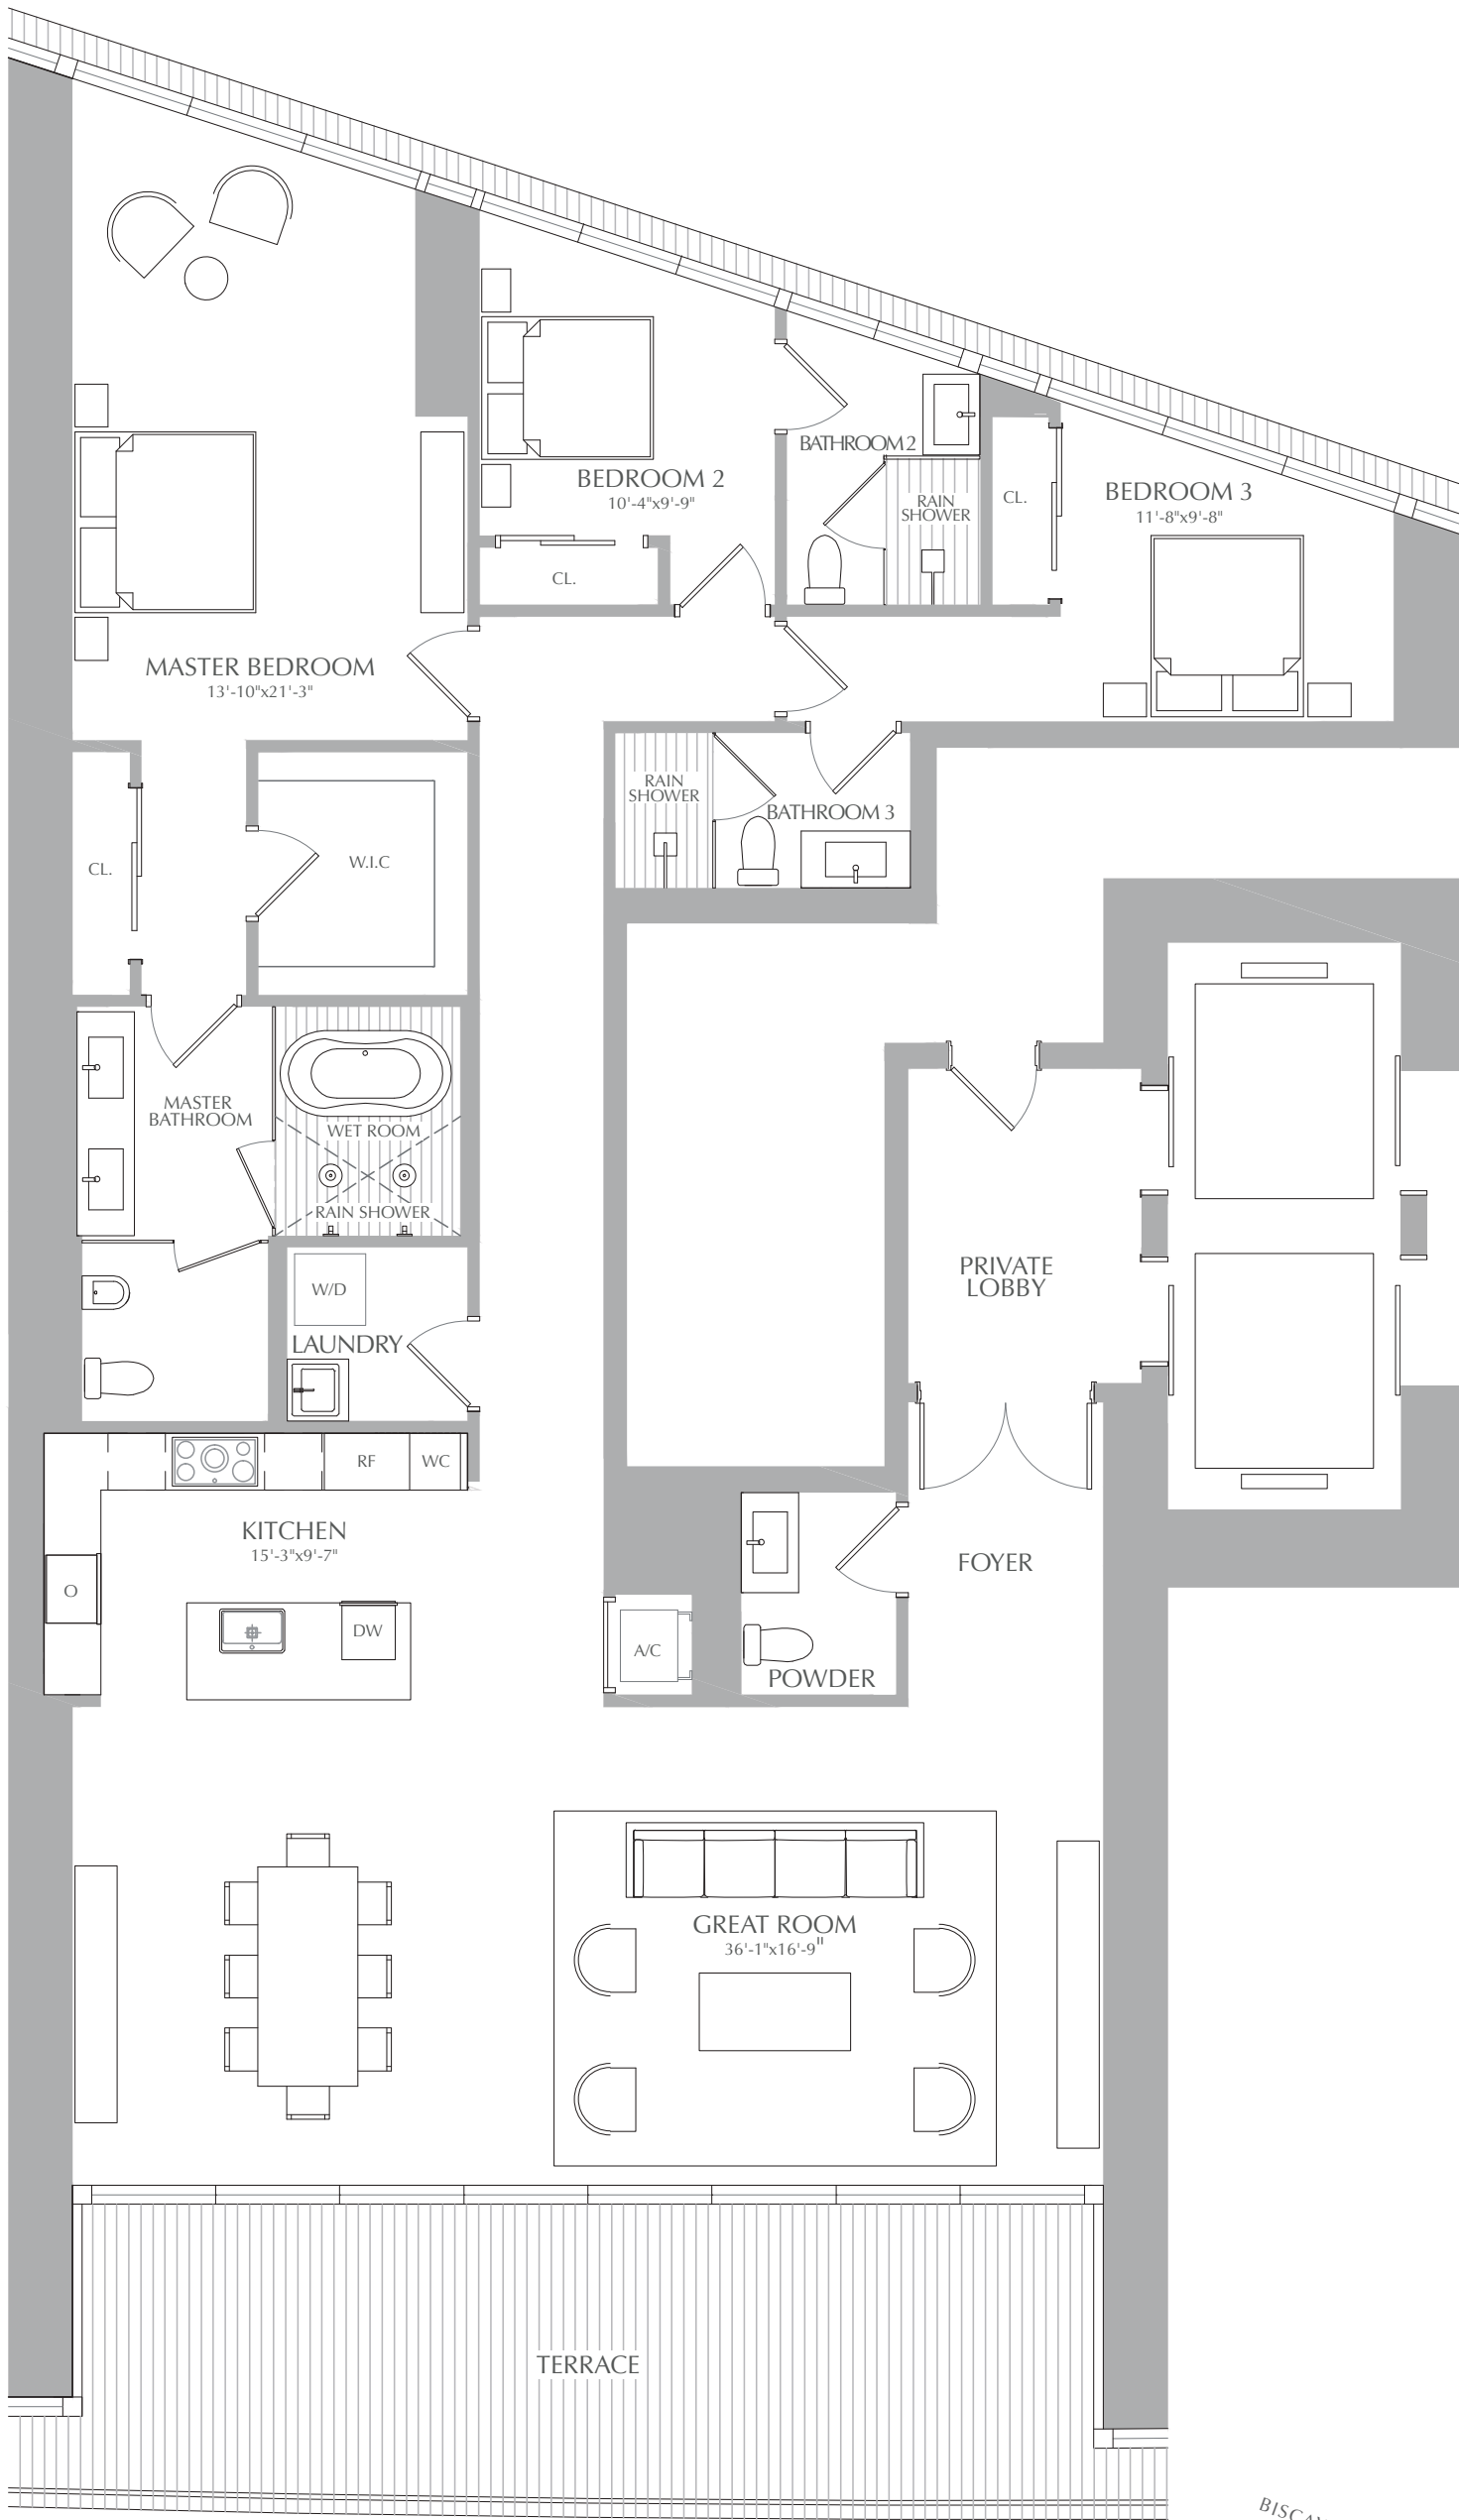 BEDROOM 2
10'-4"x9'-9"
BATHROOM 2
RAIN
SHOWER
CL.
BEDROOM 3
11'-8"x9'-8"
CL.
MASTER BEDROOM
13'-10"x21'-3"
RAIN
SHOWER
BATHROOM 3
CL.
W.I.C
MASTER
BATHROOM
WET ROOM
RAIN SHOWER
W/D
LAUNDRY
PRIVATE
LOBBY
RF
WC
KITCHEN
15'-3"x9'-7"
O
DW
A/C
POWDER
FOYER
GREAT ROOM
36'-1"x16'-9"
TERRACE